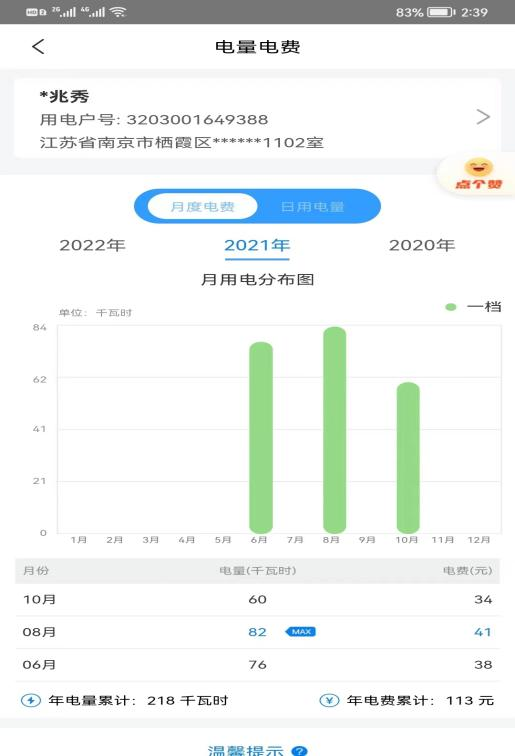 HD 2 2G 4G 83% 2:39
电量电费
*兆秀
用电户号: 3203001649388
江苏省南京市栖霞区******1102室
点个赞
月度电费 日用电量
2022年 2021年 2020年
月用电分布图
单位: 千瓦时 一档
84
62
41
21
0
1月 2月 3月 4月 5月 6月 7月 8月 9月 10月 11月 12月
月份 电量(千瓦时) 电费(元)
10月 60 34
08月 82 MAX 41
06月 76 38
年电量累计: 218 千瓦时 ¥ 年电费累计: 113 元
温馨提示 ?